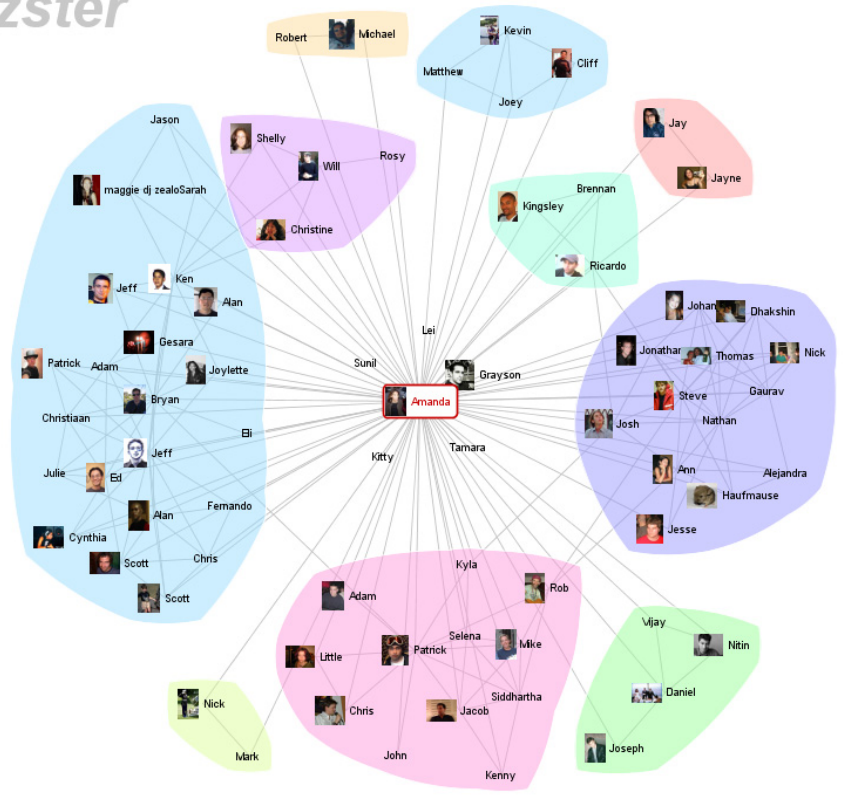 zster
Robert
Michael
Kevin
Cliff
Matthew
Joey
Jay
Jayne
Jason
Shelly
Will
Rosy
Christine
maggie dj zealoSarah
Brennan
Kingsley
Ricardo
Jeff
Ken
Alan
Gesara
Patrick
Adam
Joylette
Bryan
Christiaan
Eli
Jeff
Julie
Ed
Alan
Fernando
Cynthia
Scott
Chris
Scott
Lei
Sunil
Grayson
Amanda
Kitty
Tamara
Johan
Dhakshin
Jonathar
Thomas
Nick
Steve
Gaurav
Josh
Nathan
Ann
Alejandra
Haufmause
Jesse
Kyla
Adam
Rob
Selena
Mike
Little
Patrick
Siddhartha
Chris
Jacob
John
Kenny
Nick
Mark
Vijay
Nitin
Daniel
Joseph